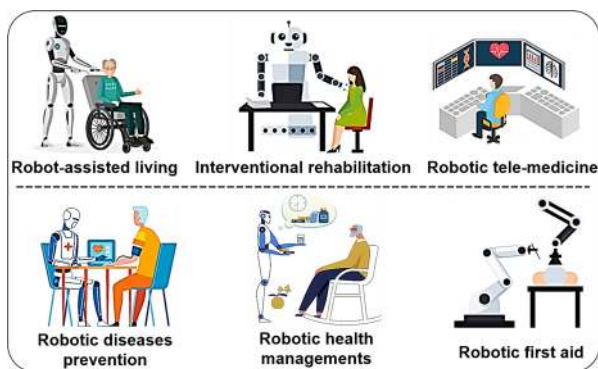 Robot-assisted living
Interventional rehabilitation
Robotic tele-medicine
Robotic diseases
prevention
Robotic health
managements
Robotic first aid